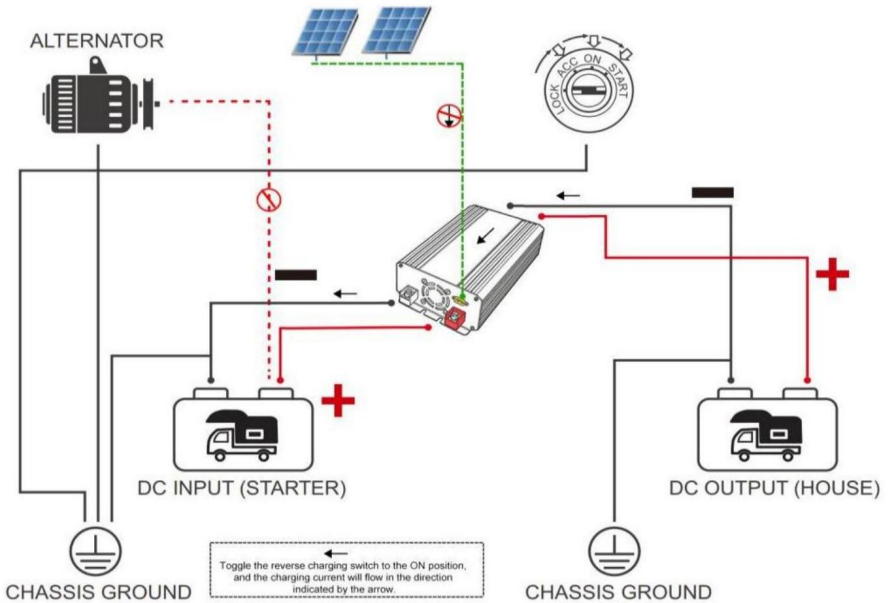 ALTERNATOR
LOCK ACC ON START
DC INPUT (STARTER)
DC OUTPUT (HOUSE)
CHASSIS GROUND
Toggle the reverse charging switch to the ON position,
and the charging current will flow in the direction
indicated by the arrow.
CHASSIS GROUND